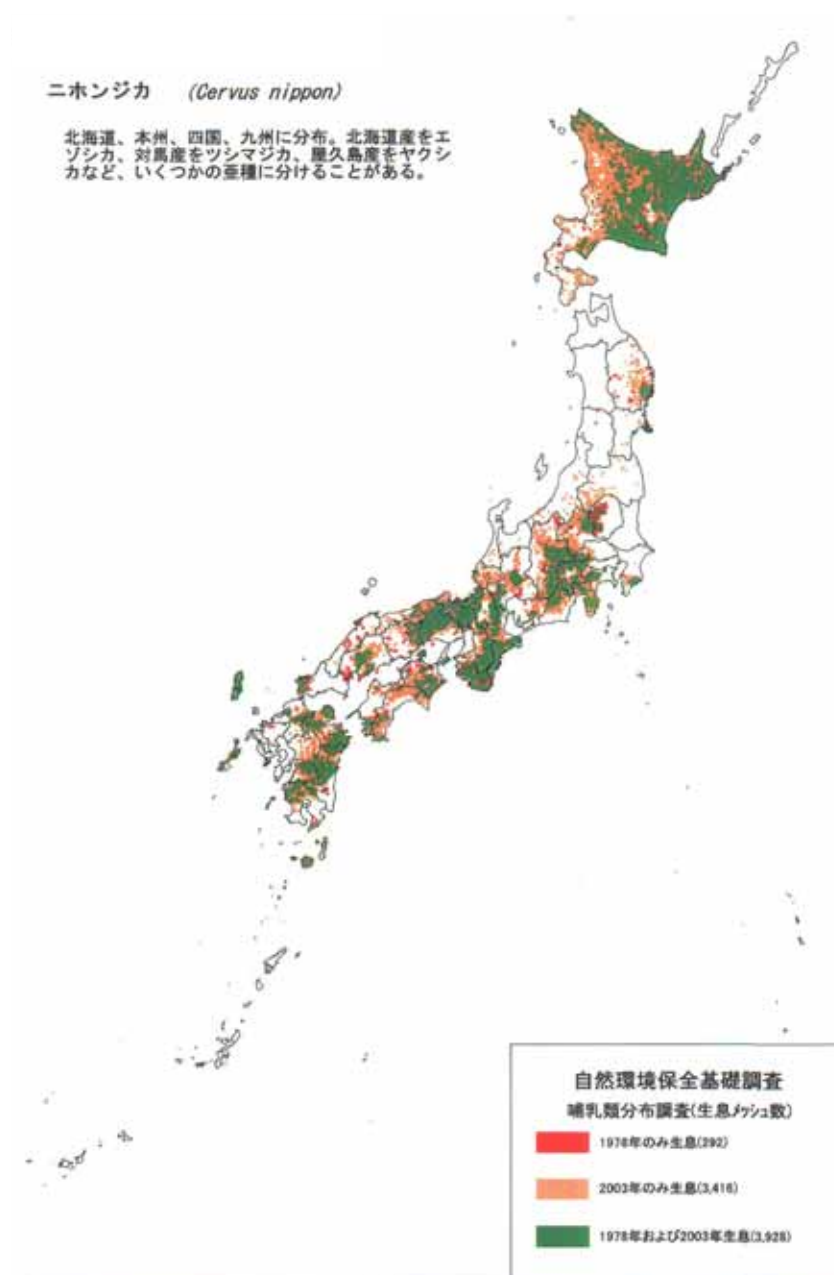 ニホンジカ (Cervus nippon)
北海道、本州、四国、九州に分布。北海道産をエ
ゾシカ、対馬産をツシマジカ、屋久島産をヤクシ
カなど、いくつかの亜種に分けることがある。
自然環境保全基礎調査
哺乳類分布調査(生息メッシュ数)
1978年のみ生息(292)
2003年のみ生息(3,416)
1978年および2003年生息(3,928)